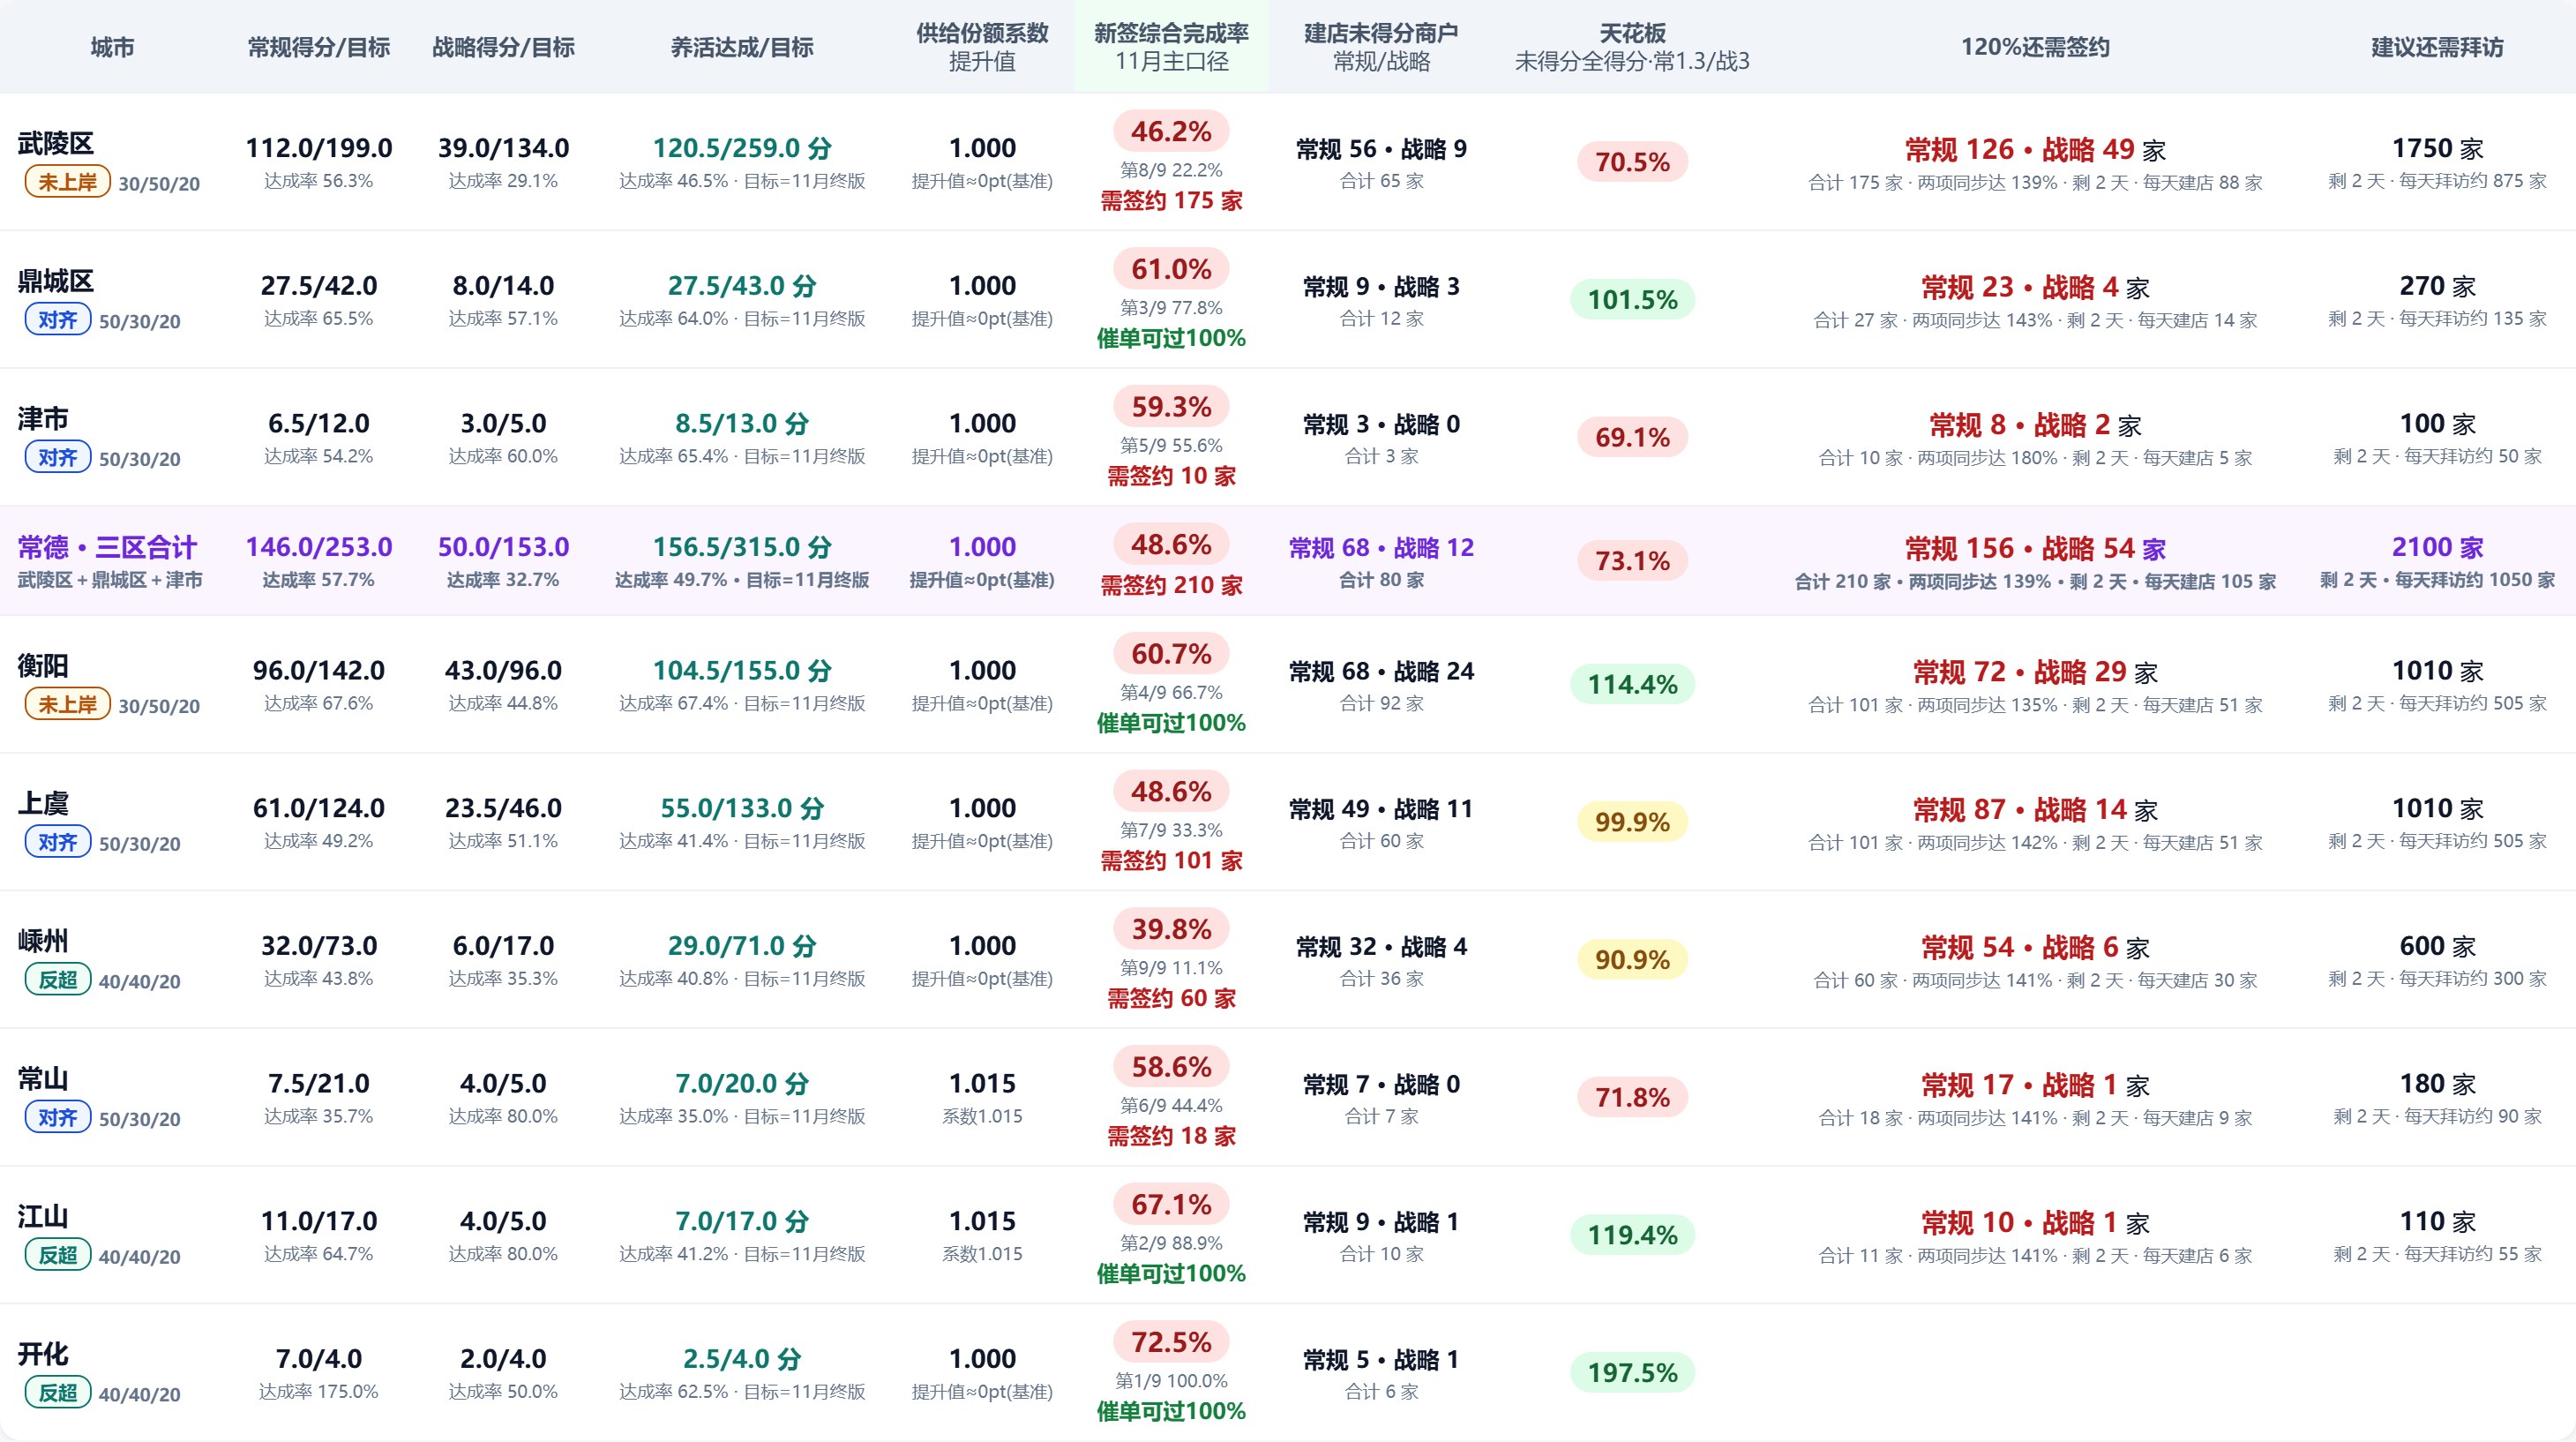 城市 常规得分/目标 战略得分/目标 养活达成/目标 供给份额系数 新签综合完成率 建店未得分商户 天花板 120%还需签约 建议还需拜访
提升值 11月主口径 常规/战略 未得分全得分·常1.3/战3
武陵区 112.0/199.0 39.0/134.0 120.5/259.0 分 1.000 46.2% 常规 56 • 战略 9 70.5% 常规 126 • 战略 49 家 1750 家
未上岸 30/50/20 达成率 56.3% 达成率 29.1% 达成率 46.5% · 目标=11月终版 提升值≈0pt(基准) 第8/9 22.2% 合计 65 家 合计 175 家 · 两项同步达 139% · 剩 2 天 · 每天建店 88 家 剩 2 天 · 每天拜访约 875 家
需签约 175 家
鼎城区 27.5/42.0 8.0/14.0 27.5/43.0 分 1.000 61.0% 常规 9 • 战略 3 101.5% 常规 23 • 战略 4 家 270 家
对齐 50/30/20 达成率 65.5% 达成率 57.1% 达成率 64.0% · 目标=11月终版 提升值≈0pt(基准) 第3/9 77.8% 合计 12 家 合计 27 家 · 两项同步达 143% · 剩 2 天 · 每天建店 14 家 剩 2 天 · 每天拜访约 135 家
催单可过100%
津市 6.5/12.0 3.0/5.0 8.5/13.0 分 1.000 59.3% 常规 3 • 战略 0 69.1% 常规 8 • 战略 2 家 100 家
对齐 50/30/20 达成率 54.2% 达成率 60.0% 达成率 65.4% · 目标=11月终版 提升值≈0pt(基准) 第5/9 55.6% 合计 3 家 合计 10 家 · 两项同步达 180% · 剩 2 天 · 每天建店 5 家 剩 2 天 · 每天拜访约 50 家
需签约 10 家
常德 • 三区合计 146.0/253.0 50.0/153.0 156.5/315.0 分 1.000 48.6% 常规 68 • 战略 12 73.1% 常规 156 • 战略 54 家 2100 家
武陵区 + 鼎城区 + 津市 达成率 57.7% 达成率 32.7% 达成率 49.7% • 目标=11月终版 提升值≈0pt(基准) 需签约 210 家 合计 80 家 合计 210 家 • 两项同步达 139% • 剩 2 天 • 每天建店 105 家 剩 2 天 • 每天拜访约 1050 家
衡阳 96.0/142.0 43.0/96.0 104.5/155.0 分 1.000 60.7% 常规 68 • 战略 24 114.4% 常规 72 • 战略 29 家 1010 家
未上岸 30/50/20 达成率 67.6% 达成率 44.8% 达成率 67.4% · 目标=11月终版 提升值≈0pt(基准) 第4/9 66.7% 合计 92 家 合计 101 家 · 两项同步达 135% · 剩 2 天 · 每天建店 51 家 剩 2 天 · 每天拜访约 505 家
催单可过100%
上虞 61.0/124.0 23.5/46.0 55.0/133.0 分 1.000 48.6% 常规 49 • 战略 11 99.9% 常规 87 • 战略 14 家 1010 家
对齐 50/30/20 达成率 49.2% 达成率 51.1% 达成率 41.4% · 目标=11月终版 提升值≈0pt(基准) 第7/9 33.3% 合计 60 家 合计 101 家 · 两项同步达 142% · 剩 2 天 · 每天建店 51 家 剩 2 天 · 每天拜访约 505 家
需签约 101 家
嵊州 32.0/73.0 6.0/17.0 29.0/71.0 分 1.000 39.8% 常规 32 • 战略 4 90.9% 常规 54 • 战略 6 家 600 家
反超 40/40/20 达成率 43.8% 达成率 35.3% 达成率 40.8% · 目标=11月终版 提升值≈0pt(基准) 第9/9 11.1% 合计 36 家 合计 60 家 · 两项同步达 141% · 剩 2 天 · 每天建店 30 家 剩 2 天 · 每天拜访约 300 家
需签约 60 家
常山 7.5/21.0 4.0/5.0 7.0/20.0 分 1.015 58.6% 常规 7 • 战略 0 71.8% 常规 17 • 战略 1 家 180 家
对齐 50/30/20 达成率 35.7% 达成率 80.0% 达成率 35.0% · 目标=11月终版 系数1.015 第6/9 44.4% 合计 7 家 合计 18 家 · 两项同步达 141% · 剩 2 天 · 每天建店 9 家 剩 2 天 · 每天拜访约 90 家
需签约 18 家
江山 11.0/17.0 4.0/5.0 7.0/17.0 分 1.015 67.1% 常规 9 • 战略 1 119.4% 常规 10 • 战略 1 家 110 家
反超 40/40/20 达成率 64.7% 达成率 80.0% 达成率 41.2% · 目标=11月终版 系数1.015 第2/9 88.9% 合计 10 家 合计 11 家 · 两项同步达 141% · 剩 2 天 · 每天建店 6 家 剩 2 天 · 每天拜访约 55 家
催单可过100%
开化 7.0/4.0 2.0/4.0 2.5/4.0 分 1.000 72.5% 常规 5 • 战略 1 197.5%
反超 40/40/20 达成率 175.0% 达成率 50.0% 达成率 62.5% · 目标=11月终版 提升值≈0pt(基准) 第1/9 100.0% 合计 6 家
催单可过100%